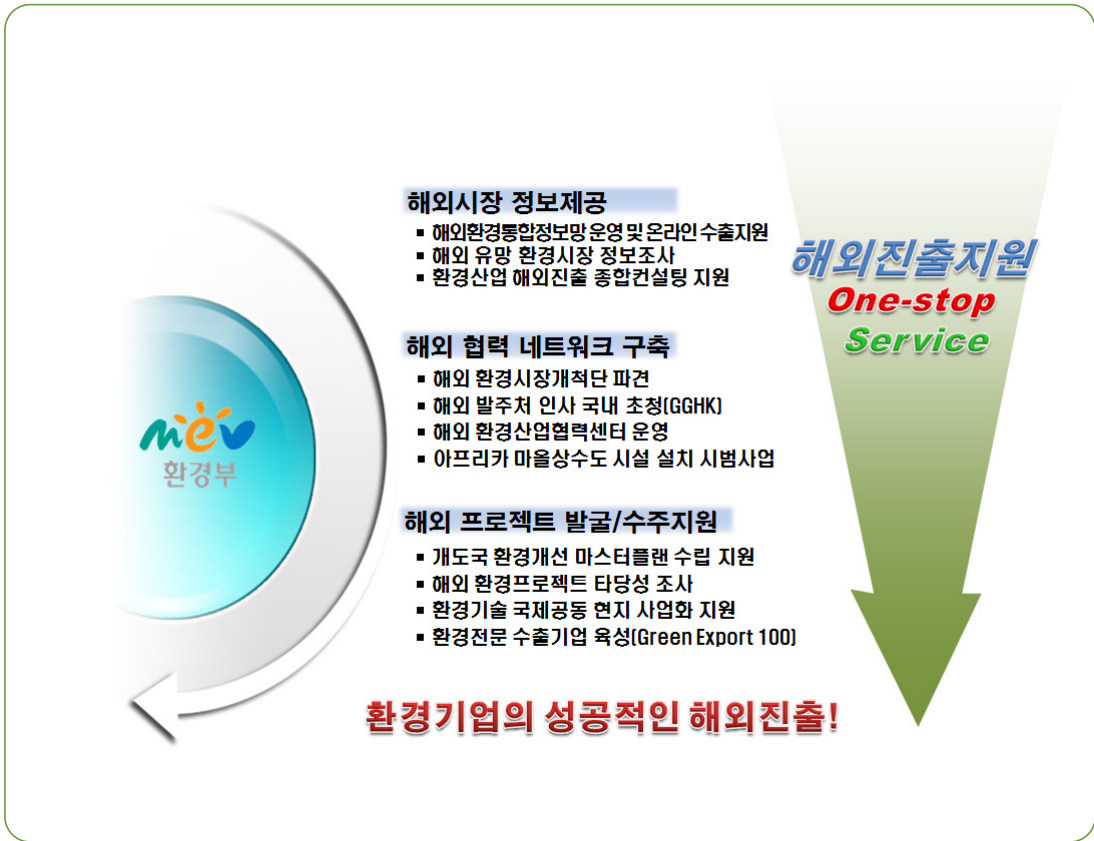 해외시장 정보제공
▪ 해외환경통합정보망 운영 및 온라인 수출지원
▪ 해외 유망 환경시장 정보조사
▪ 환경산업 해외진출 종합컨설팅 지원
해외 협력 네트워크 구축
▪ 해외 환경시장개척단 파견
▪ 해외 발주처 인사 국내 초청(GGHK)
▪ 해외 환경산업협력센터 운영
▪ 아프리카 마을상수도 시설 설치 시범사업
해외 프로젝트 발굴/수주지원
▪ 개도국 환경개선 마스터플랜 수립 지원
▪ 해외 환경프로젝트 타당성 조사
▪ 환경기술 국제공동 현지 사업화 지원
▪ 환경전문 수출기업 육성(Green Export 100)
환경기업의 성공적인 해외진출!
mev
환경부
해외진출지원
One-stop
Service